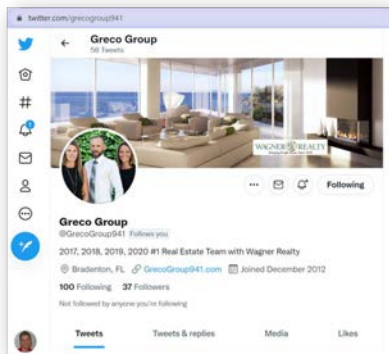 twitter.com/grecogroup941
Greco Group
58 Tweets
WAGNER REALTY
Following
Greco Group
@GrecoGroup941 Follows you
2017, 2018, 2019, 2020 #1 Real Estate Team with Wagner Realty
Bradenton, FL GrecoGroup941.com Joined December 2012
100 Following 37 Followers
Not followed by anyone you're following
Tweets Tweets & replies Media Likes